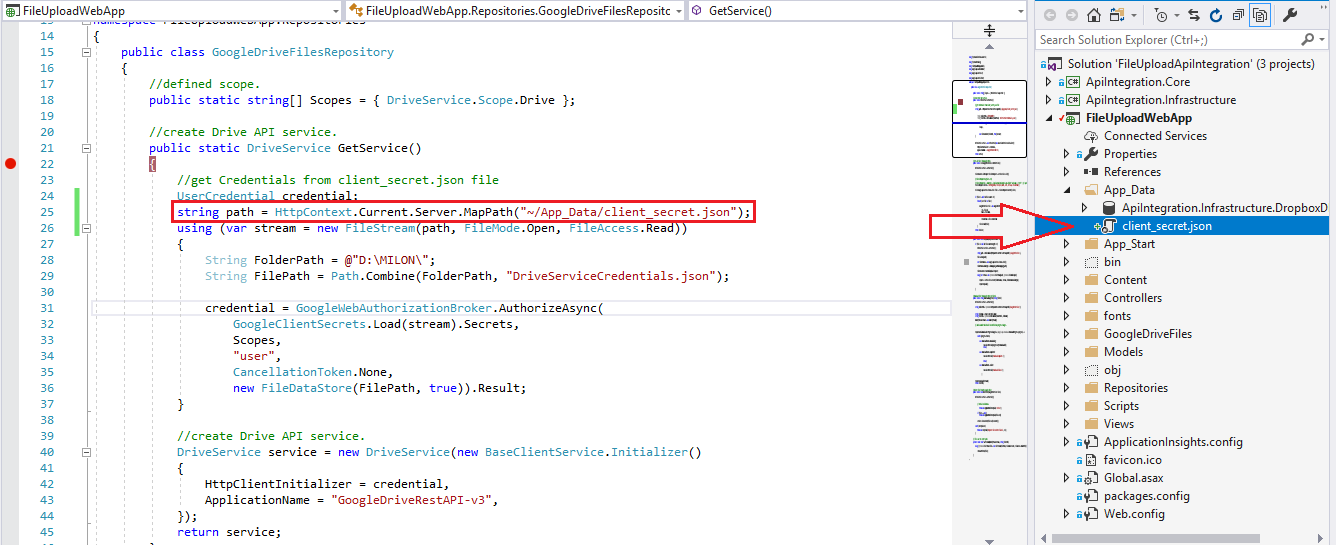 FileUploadWebApp
FileUploadWebApp.Repositories.GoogleDriveFilesRepositc
GetService()
14 {
15 public class GoogleDriveFilesRepository
16 {
17 //defined scope.
18 public static string[] Scopes = { DriveService.Scope.Drive };
19
20 //create Drive API service.
21 public static DriveService GetService()
22 {
23 //get Credentials from client_secret.json file
24 UserCredential credential;
25 string path = HttpContext.Current.Server.MapPath("~/App_Data/client_secret.json");
26 using (var stream = new FileStream(path, FileMode.Open, FileAccess.Read))
27 {
28 String FolderPath = @"D:\MILON\";
29 String FilePath = Path.Combine(FolderPath, "DriveServiceCredentials.json");
30
31 credential = GoogleWebAuthorizationBroker.AuthorizeAsync(
32 GoogleClientSecrets.Load(stream).Secrets,
33 Scopes,
34 "user",
35 CancellationToken.None,
36 new FileDataStore(FilePath, true)).Result;
37 }
38
39 //create Drive API service.
40 DriveService service = new DriveService(new BaseClientService.Initializer()
41 {
42 HttpClientInitializer = credential,
43 ApplicationName = "GoogleDriveRestAPI-v3",
44 });
45 return service;
Search Solution Explorer (Ctrl+;)
Solution 'FileUploadApiIntegration' (3 projects)
ApiIntegration.Core
ApiIntegration.Infrastructure
FileUploadWebApp
Connected Services
Properties
References
App_Data
ApiIntegration.Infrastructure.DropboxD
client_secret.json
App_Start
bin
Content
Controllers
fonts
GoogleDriveFiles
Models
obj
Repositories
Scripts
Views
ApplicationInsights.config
favicon.ico
Global.asax
packages.config
Web.config